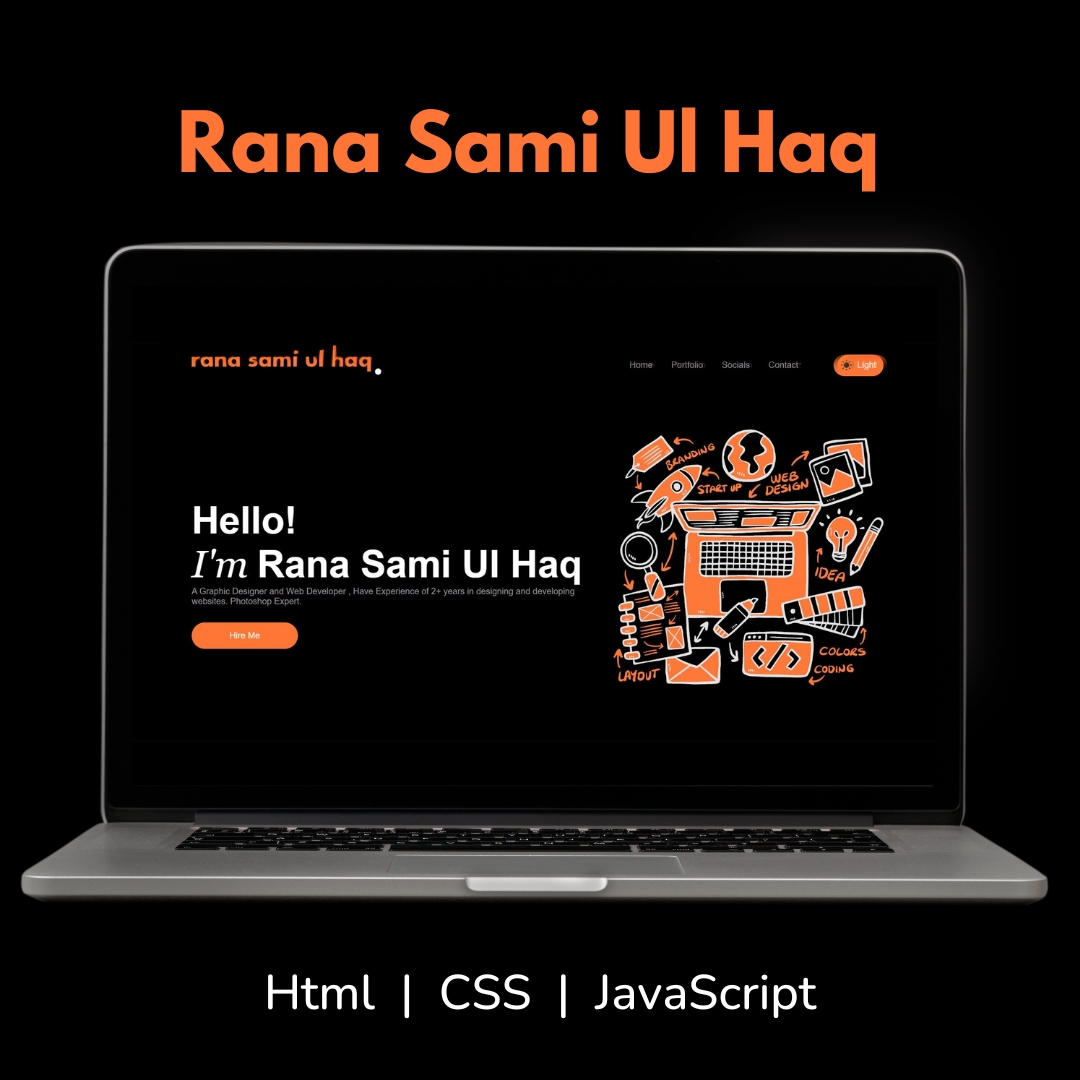 Rana Sami Ul Haq
rana sami ul haq.
Home Portfolio Socials Contact Light
BRANDING
START UP
WEB
DESIGN
IDEA
COLORS
CODING
LAYOUT
Hello!
I'm Rana Sami Ul Haq
A Graphic Designer and Web Developer , Have Experience of 2+ years in designing and developing
websites. Photoshop Expert.
Hire Me
Html | CSS | JavaScript